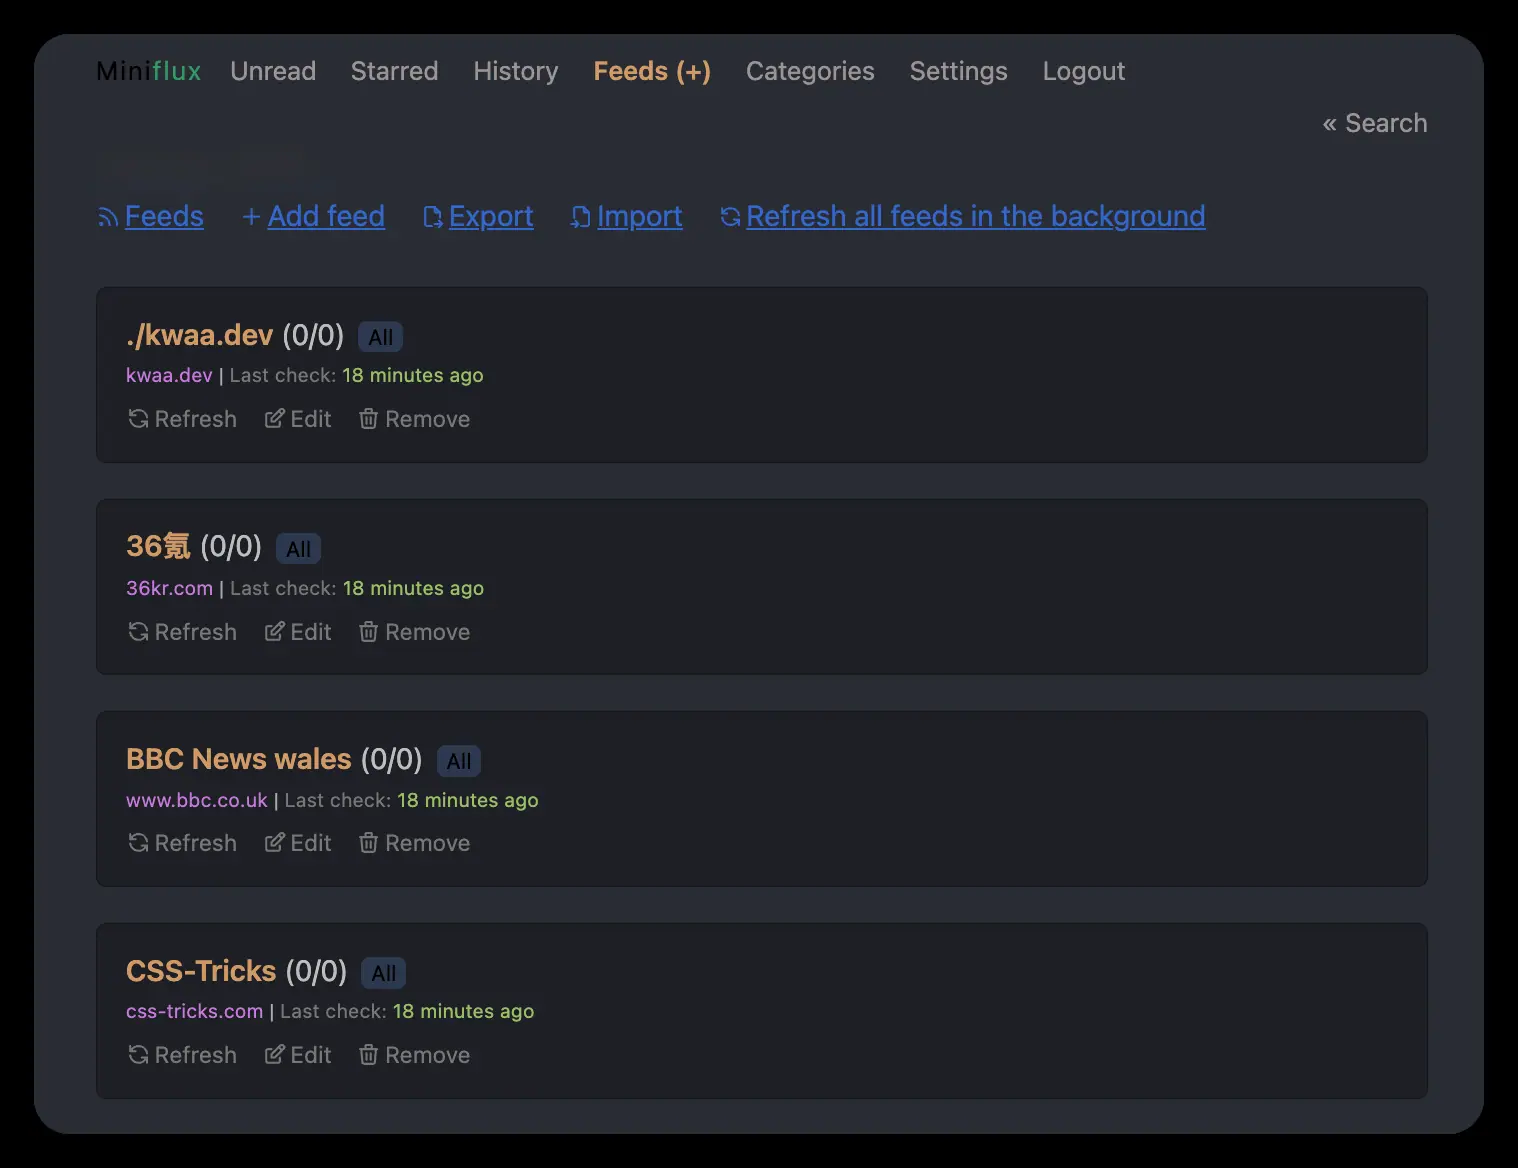 Miniflux Unread Starred History Feeds (+) Categories Settings Logout
« Search
Feeds + Add feed Export Import Refresh all feeds in the background
./kwaa.dev (0/0) All
kwaa.dev | Last check: 18 minutes ago
Refresh Edit Remove
36氪 (0/0) All
36kr.com | Last check: 18 minutes ago
Refresh Edit Remove
BBC News wales (0/0) All
www.bbc.co.uk | Last check: 18 minutes ago
Refresh Edit Remove
CSS-Tricks (0/0) All
css-tricks.com | Last check: 18 minutes ago
Refresh Edit Remove